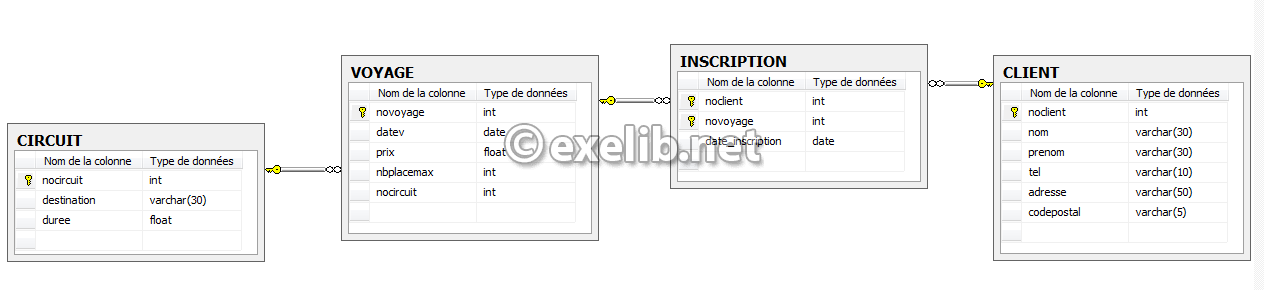 CIRCUIT
Nom de la colonne Type de données
nocircuit int
destination varchar(30)
duree float
VOYAGE
Nom de la colonne Type de données
novoyage int
datev date
prix float
nbplacemax int
nocircuit int
INSCRIPTION
Nom de la colonne Type de données
noclient int
novoyage int
date_inscription date
CLIENT
Nom de la colonne Type de données
noclient int
nom varchar(30)
prenom varchar(30)
tel varchar(10)
adresse varchar(50)
codepostal varchar(5)
© exelib.net